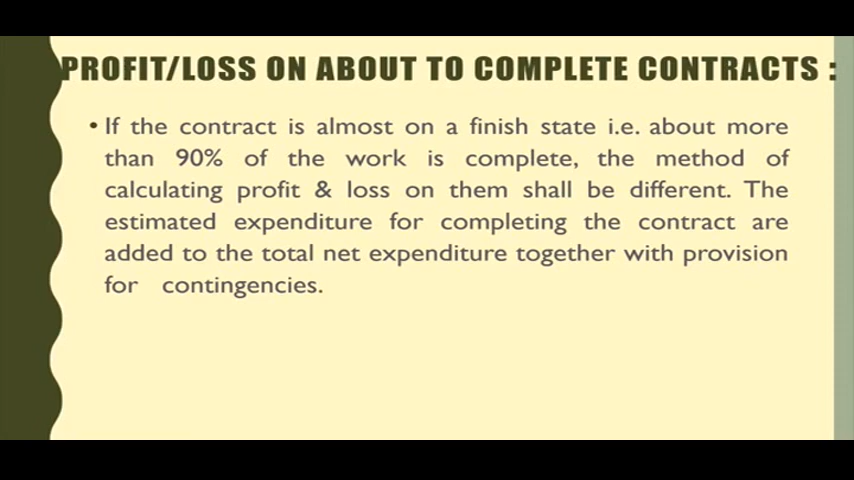 PROFIT/LOSS ON ABOUT TO COMPLETE CONTRACTS :
• If the contract is almost on a finish state i.e. about more
than 90% of the work is complete, the method of
calculating profit & loss on them shall be different. The
estimated expenditure for completing the contract are
added to the total net expenditure together with provision
for contingencies.